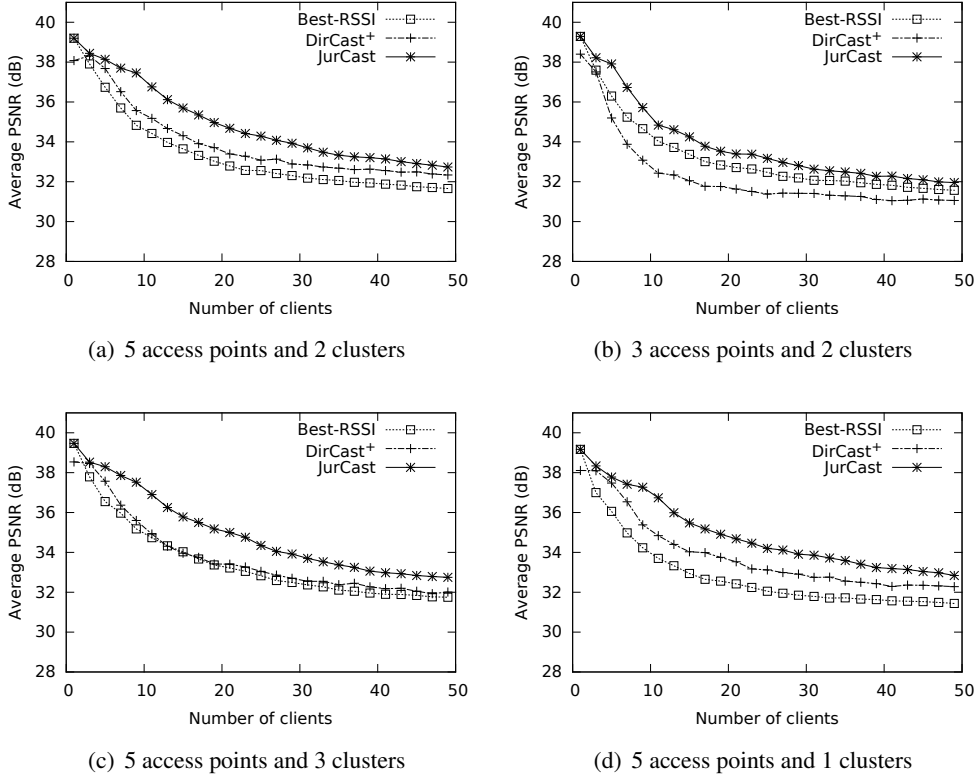 40
38
36
34
32
30
28
Average PSNR (dB)
0 10 20 30 40 50
Number of clients
Best-RSSI
DirCast+
JurCast
(a) 5 access points and 2 clusters
40
38
36
34
32
30
28
Average PSNR (dB)
0 10 20 30 40 50
Number of clients
Best-RSSI
DirCast+
JurCast
(b) 3 access points and 2 clusters
40
38
36
34
32
30
28
Average PSNR (dB)
0 10 20 30 40 50
Number of clients
Best-RSSI
DirCast+
JurCast
(c) 5 access points and 3 clusters
40
38
36
34
32
30
28
Average PSNR (dB)
0 10 20 30 40 50
Number of clients
Best-RSSI
DirCast+
JurCast
(d) 5 access points and 1 clusters